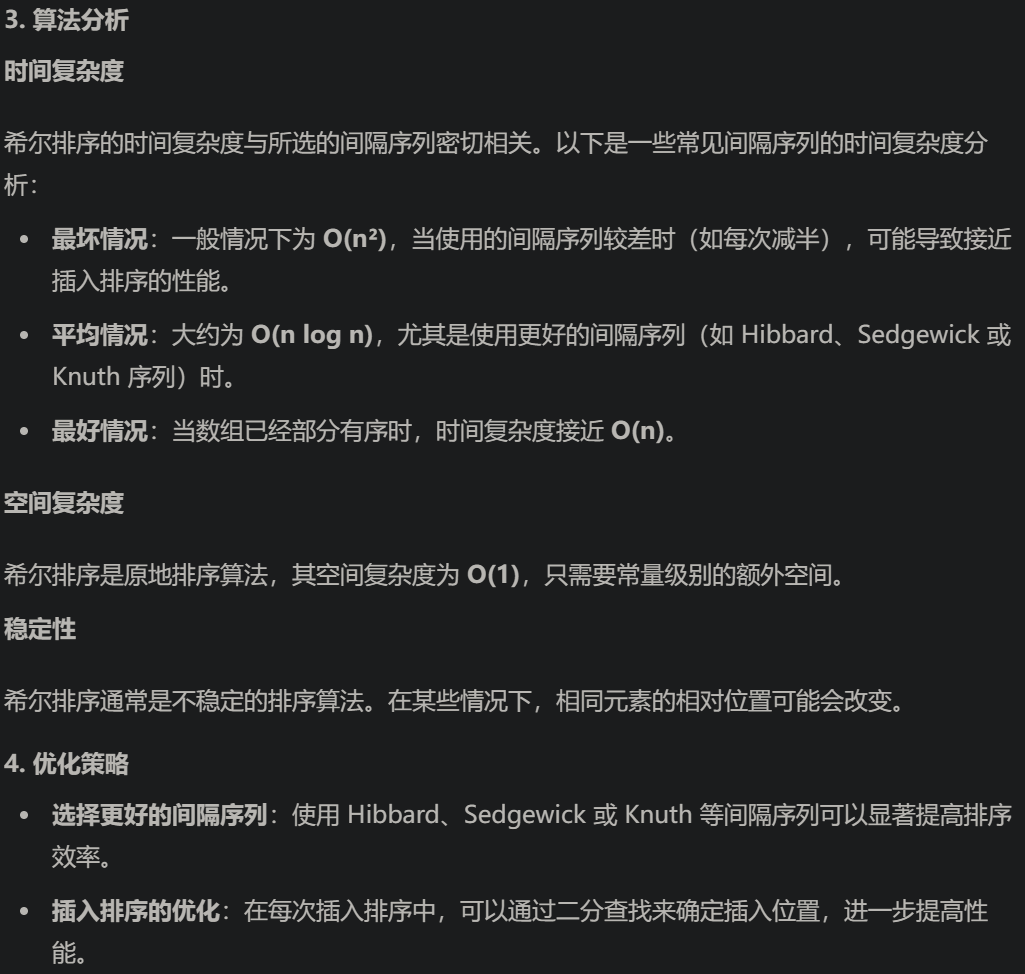 3. 算法分析
时间复杂度
希尔排序的时间复杂度与所选的间隔序列密切相关。以下是一些常见间隔序列的时间复杂度分
析：
• 最坏情况：一般情况下为 O(n²)，当使用的间隔序列较差时（如每次减半），可能导致接近
插入排序的性能。
• 平均情况：大约为 O(n log n)，尤其是使用更好的间隔序列（如 Hibbard、Sedgewick 或
Knuth 序列）时。
• 最好情况：当数组已经部分有序时，时间复杂度接近 O(n)。
空间复杂度
希尔排序是原地排序算法，其空间复杂度为 O(1)，只需要常量级别的额外空间。
稳定性
希尔排序通常是不稳定的排序算法。在某些情况下，相同元素的相对位置可能会改变。
4. 优化策略
• 选择更好的间隔序列：使用 Hibbard、Sedgewick 或 Knuth 等间隔序列可以显著提高排序
效率。
• 插入排序的优化：在每次插入排序中，可以通过二分查找来确定插入位置，进一步提高性
能。